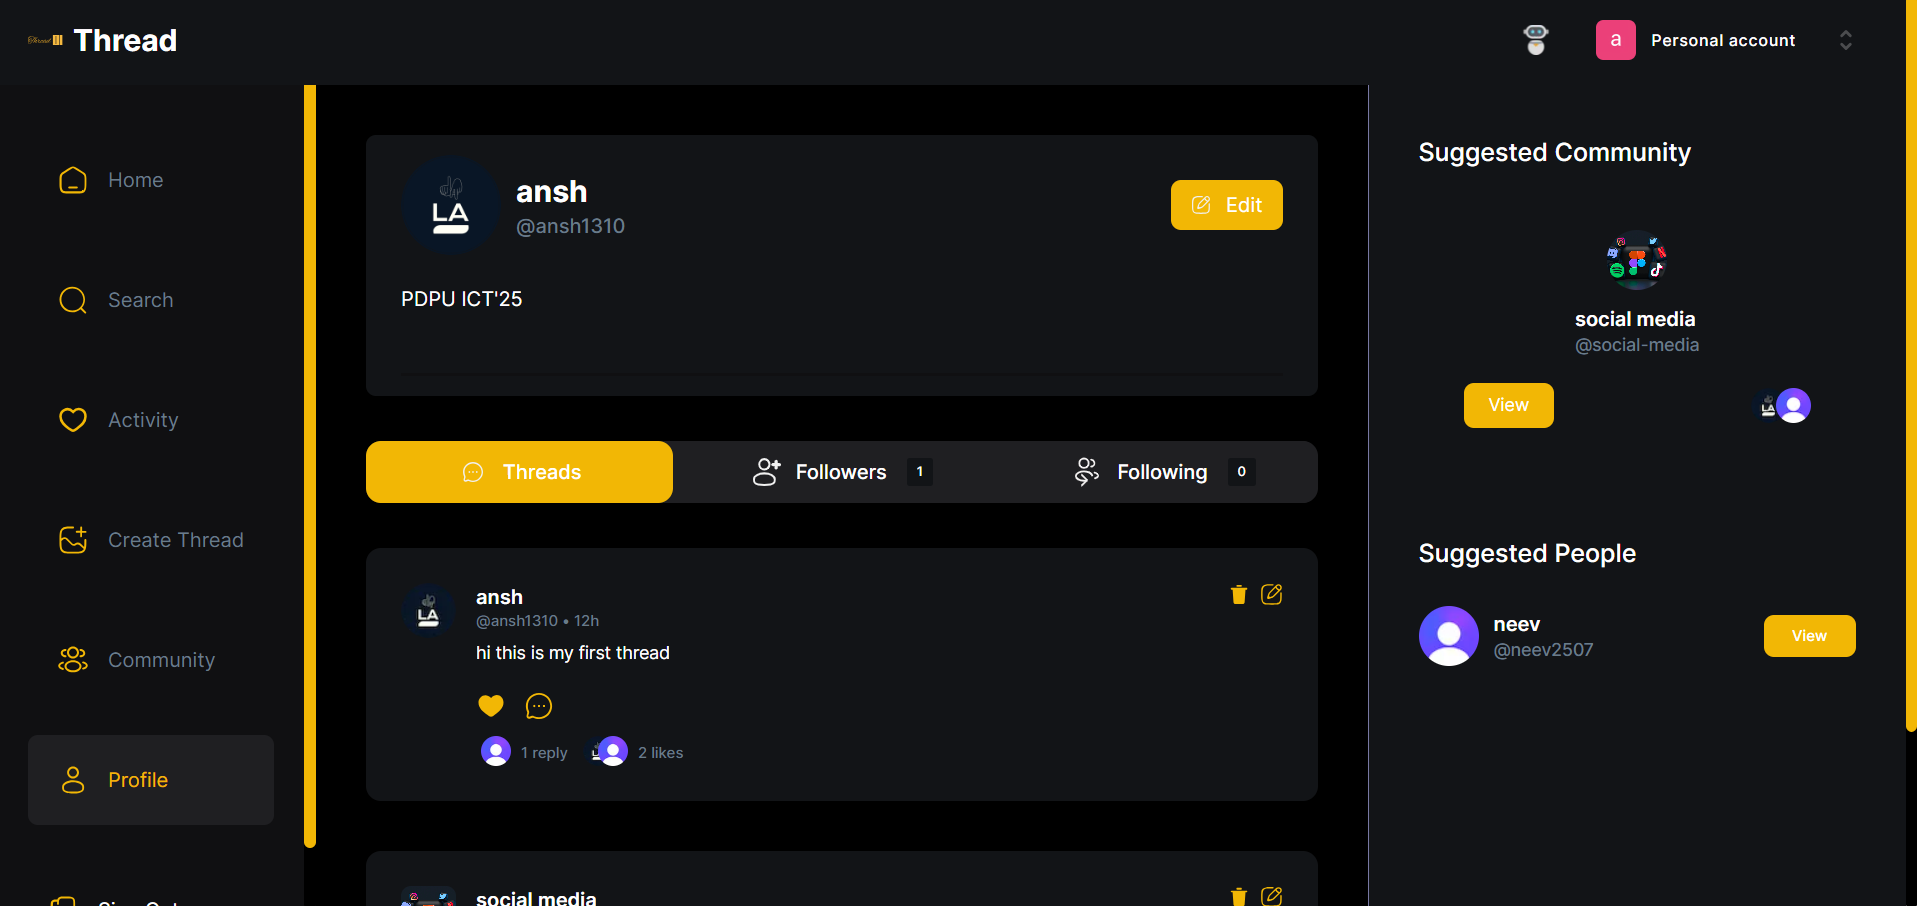 Thread
a Personal account
Home
Search
Activity
Create Thread
Community
Profile
ansh
@ansh1310
Edit
PDPU ICT'25
Threads
Followers 1
Following 0
ansh
@ansh1310 • 12h
hi this is my first thread
1 reply
2 likes
social media
Suggested Community
social media
@social-media
View
Suggested People
neev
@neev2507
View
LA
LA